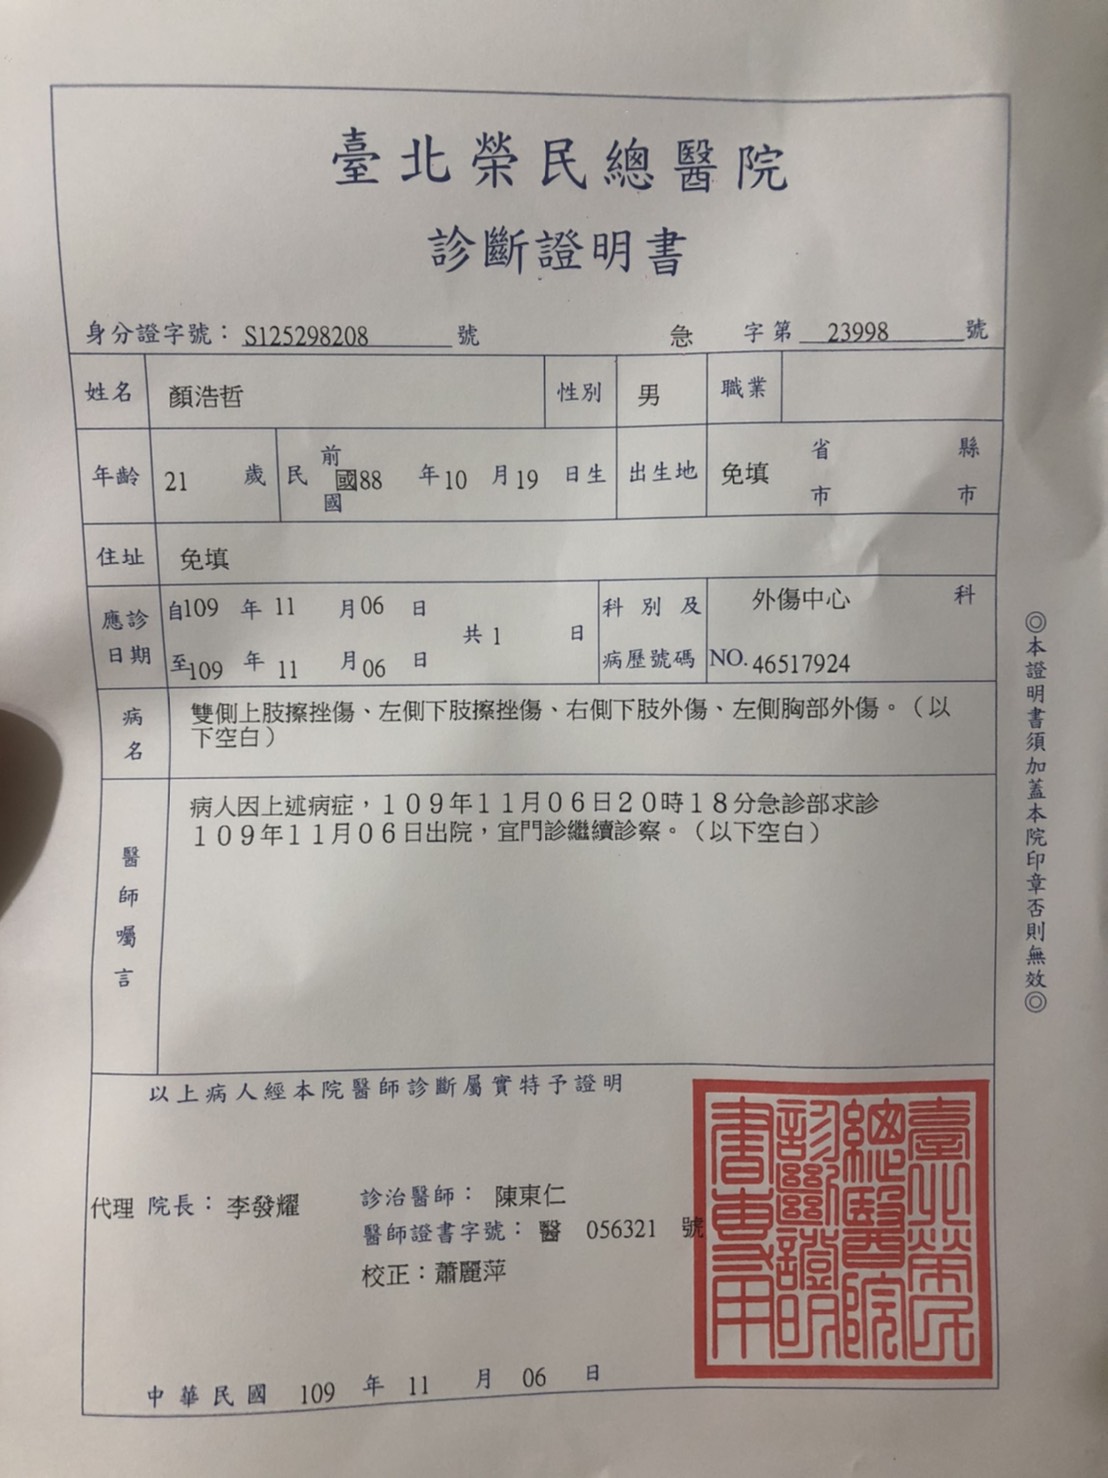 臺北榮民總醫院
診斷證明書
身分證字號：S125298208 號 急 字第 23998 號
姓名 顏浩哲 性別 男 職業
年齡 21 歲 民前國國88 年10 月19 日生 出生地 免填 省市 縣市
住址 免填
應診日期 自109 年 11 月06 日 共1 日 科別及 外傷中心 科
至109 年 11 月06 日 病歷號碼 NO.46517924
病名 雙側上肢擦挫傷、左側下肢擦挫傷、右側下肢外傷、左側胸部外傷。（以
下空白）
醫師囑言 病人因上述病症，１０９年１１月０６日２０時１８分急診部求診
１０９年１１月０６日出院，宜門診繼續診察。（以下空白）
◎本證明書須加蓋本院印章否則無效◎
以上病人經本院醫師診斷屬實特予證明
代理 院長：李發耀 診治醫師：陳東仁
醫師證書字號：醫 056321 號
校正：蕭麗萍
臺北榮民
總醫院
診斷證明
書專用
中華民國 109 年 11 月 06 日